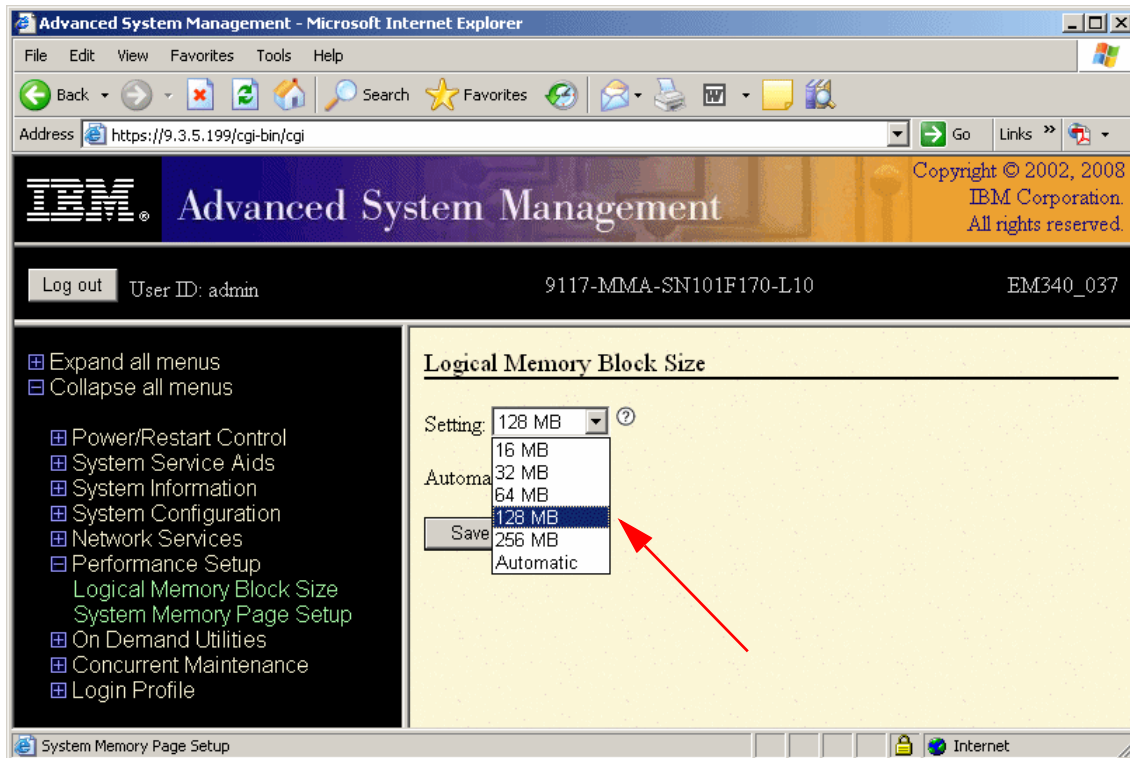 Advanced System Management - Microsoft Internet Explorer
File Edit View Favorites Tools Help
Back Search Favorites
Address https://9.3.5.199/cgi-bin/cgi Go Links »
IBM® Advanced System Management
Copyright © 2002, 2008
IBM Corporation.
All rights reserved.
Log out User ID: admin 9117-MMA-SN101F170-L10 EM340_037
Expand all menus
Collapse all menus
Power/Restart Control
System Service Aids
System Information
System Configuration
Network Services
Performance Setup
Logical Memory Block Size
System Memory Page Setup
On Demand Utilities
Concurrent Maintenance
Login Profile
Logical Memory Block Size
Setting: 128 MB ?
16 MB
32 MB
64 MB
128 MB
256 MB
Automatic
Automa
Save
System Memory Page Setup Internet